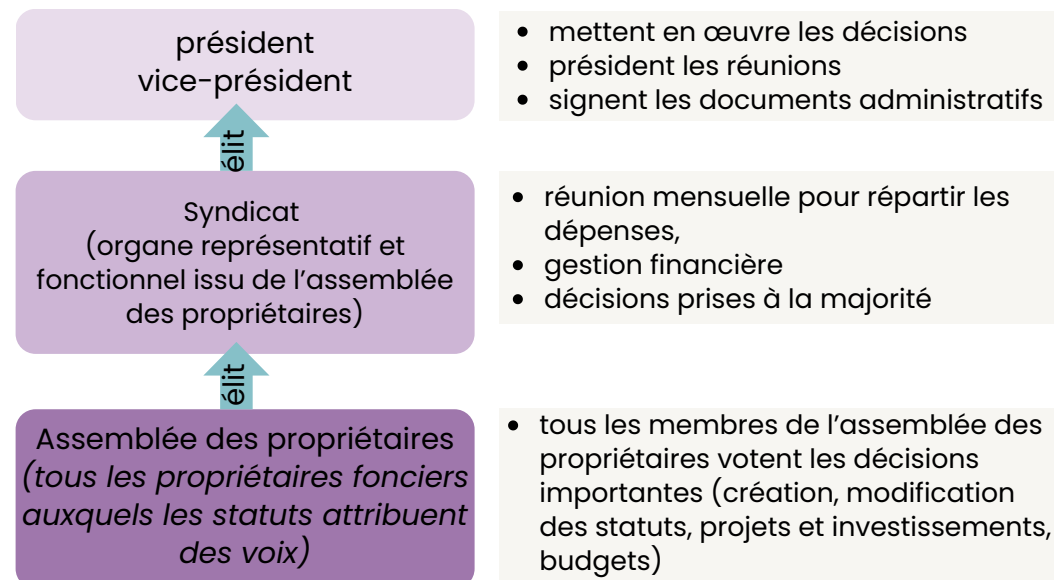 président
vice-président
• mettent en œuvre les décisions
• président les réunions
• signent les documents administratifs
élit
Syndicat
(organe représentatif et
fonctionnel issu de l'assemblée
des propriétaires)
• réunion mensuelle pour répartir les
dépenses,
• gestion financière
• décisions prises à la majorité
élit
Assemblée des propriétaires
(tous les propriétaires fonciers
auxquels les statuts attribuent
des voix)
• tous les membres de l'assemblée des
propriétaires votent les décisions
importantes (création, modification
des statuts, projets et investissements,
budgets)